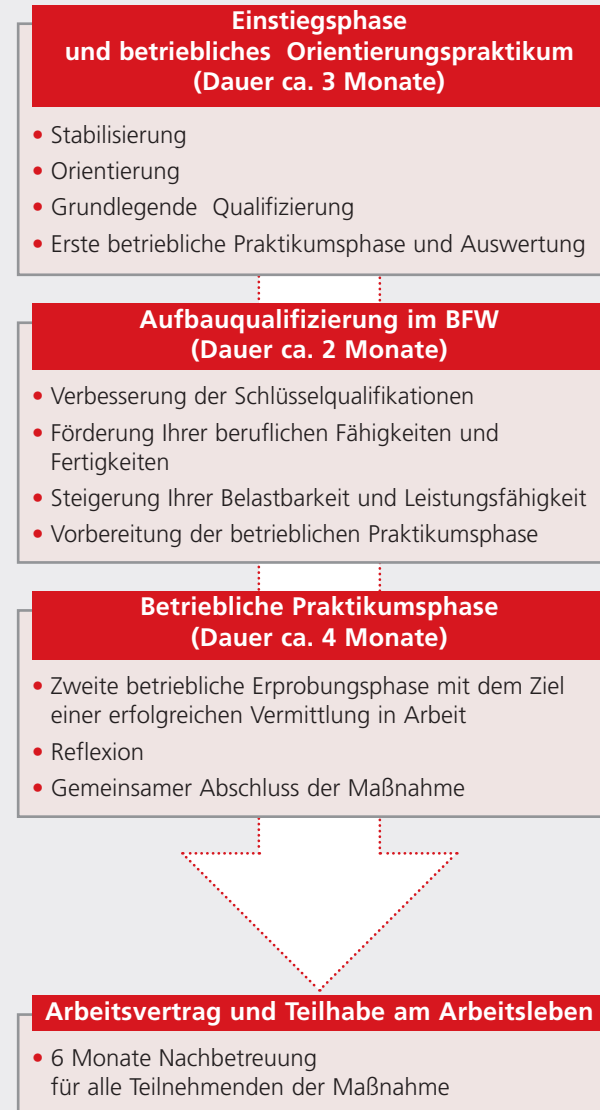 Einstiegsphase
und betriebliches Orientierungspraktikum
(Dauer ca. 3 Monate)
• Stabilisierung
• Orientierung
• Grundlegende Qualifizierung
• Erste betriebliche Praktikumsphase und Auswertung
Aufbauqualifizierung im BFW
(Dauer ca. 2 Monate)
• Verbesserung der Schlüsselqualifikationen
• Förderung Ihrer beruflichen Fähigkeiten und
Fertigkeiten
• Steigerung Ihrer Belastbarkeit und Leistungsfähigkeit
• Vorbereitung der betrieblichen Praktikumsphase
Betriebliche Praktikumsphase
(Dauer ca. 4 Monate)
• Zweite betriebliche Erprobungsphase mit dem Ziel
einer erfolgreichen Vermittlung in Arbeit
• Reflexion
• Gemeinsamer Abschluss der Maßnahme
Arbeitsvertrag und Teilhabe am Arbeitsleben
• 6 Monate Nachbetreuung
für alle Teilnehmenden der Maßnahme